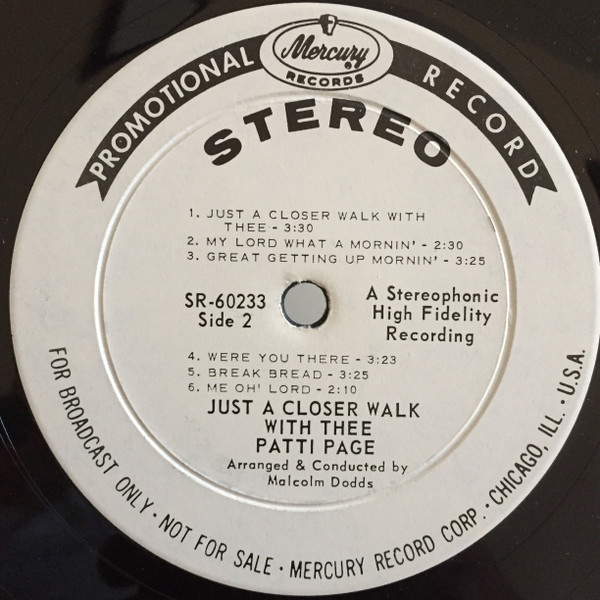 PROMOTIONAL RECORD
Mercury
RECORDS
STEREO
1. JUST A CLOSER WALK WITH
THEE - 3:30
2. MY LORD WHAT A MORNIN' - 2:30
3. GREAT GETTING UP MORNIN' - 3:25
SR-60233
Side 2
A Stereophonic
High Fidelity
Recording
4. WERE YOU THERE - 3:23
5. BREAK BREAD - 3:25
6. ME OH' LORD - 2:10
JUST A CLOSER WALK
WITH THEE
PATTI PAGE
Arranged & Conducted by
Malcolm Dodds
FOR BROADCAST ONLY • NOT FOR SALE • MERCURY RECORD CORP. • CHICAGO, ILL. • U.S.A.